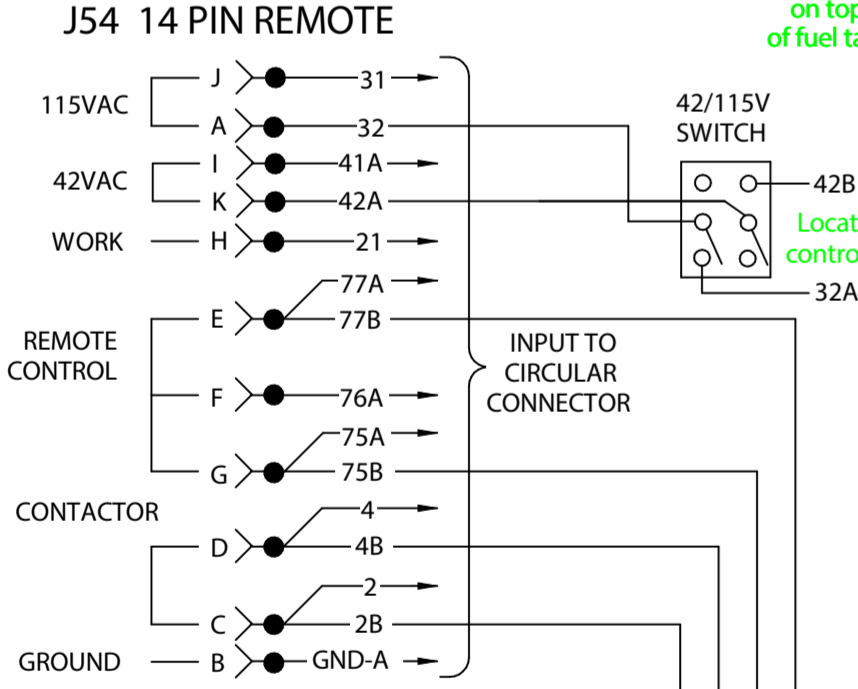 J54 14 PIN REMOTE
on top
of fuel ta
J
31
115VAC
42/115V
SWITCH
A
32
I
41A
42VAC
42B
K
42A
WORK
H
21
Locat
contro
77A
32A
E
77B
REMOTE
CONTROL
INPUT TO
CIRCULAR
CONNECTOR
F
76A
75A
G
75B
CONTACTOR
4
D
4B
2
C
2B
GROUND
B
GND-A